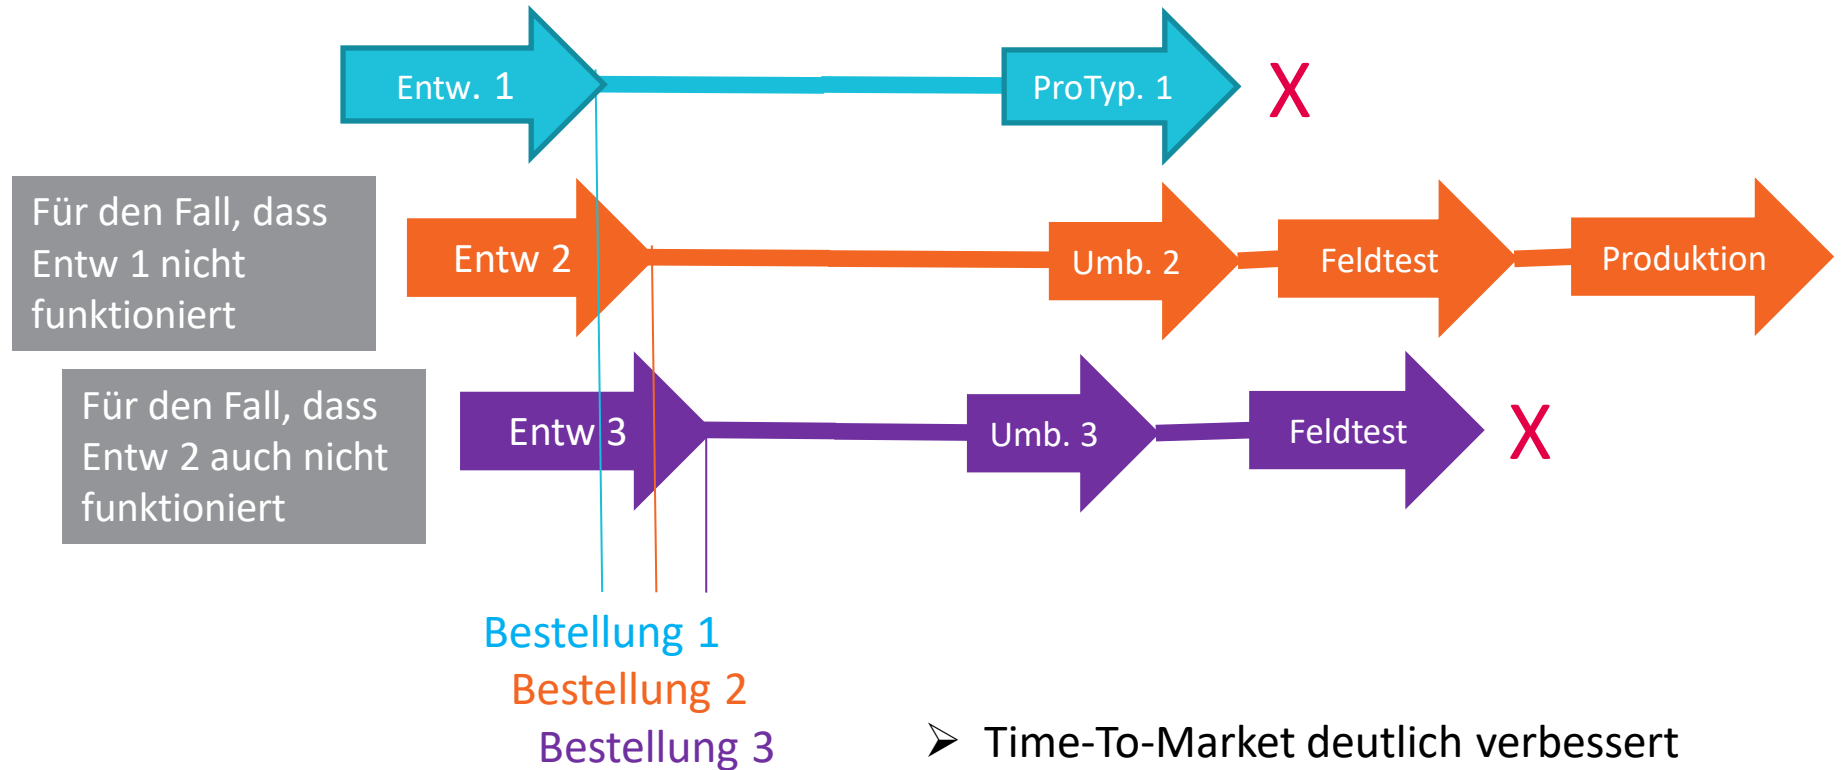 Entw. 1
ProTyp. 1
X
Für den Fall, dass
Entw 1 nicht
funktioniert
Entw 2
Umb. 2
Feldtest
Produktion
Für den Fall, dass
Entw 2 auch nicht
funktioniert
Entw 3
Umb. 3
Feldtest
X
Bestellung 1
Bestellung 2
Bestellung 3
➢ Time-To-Market deutlich verbessert